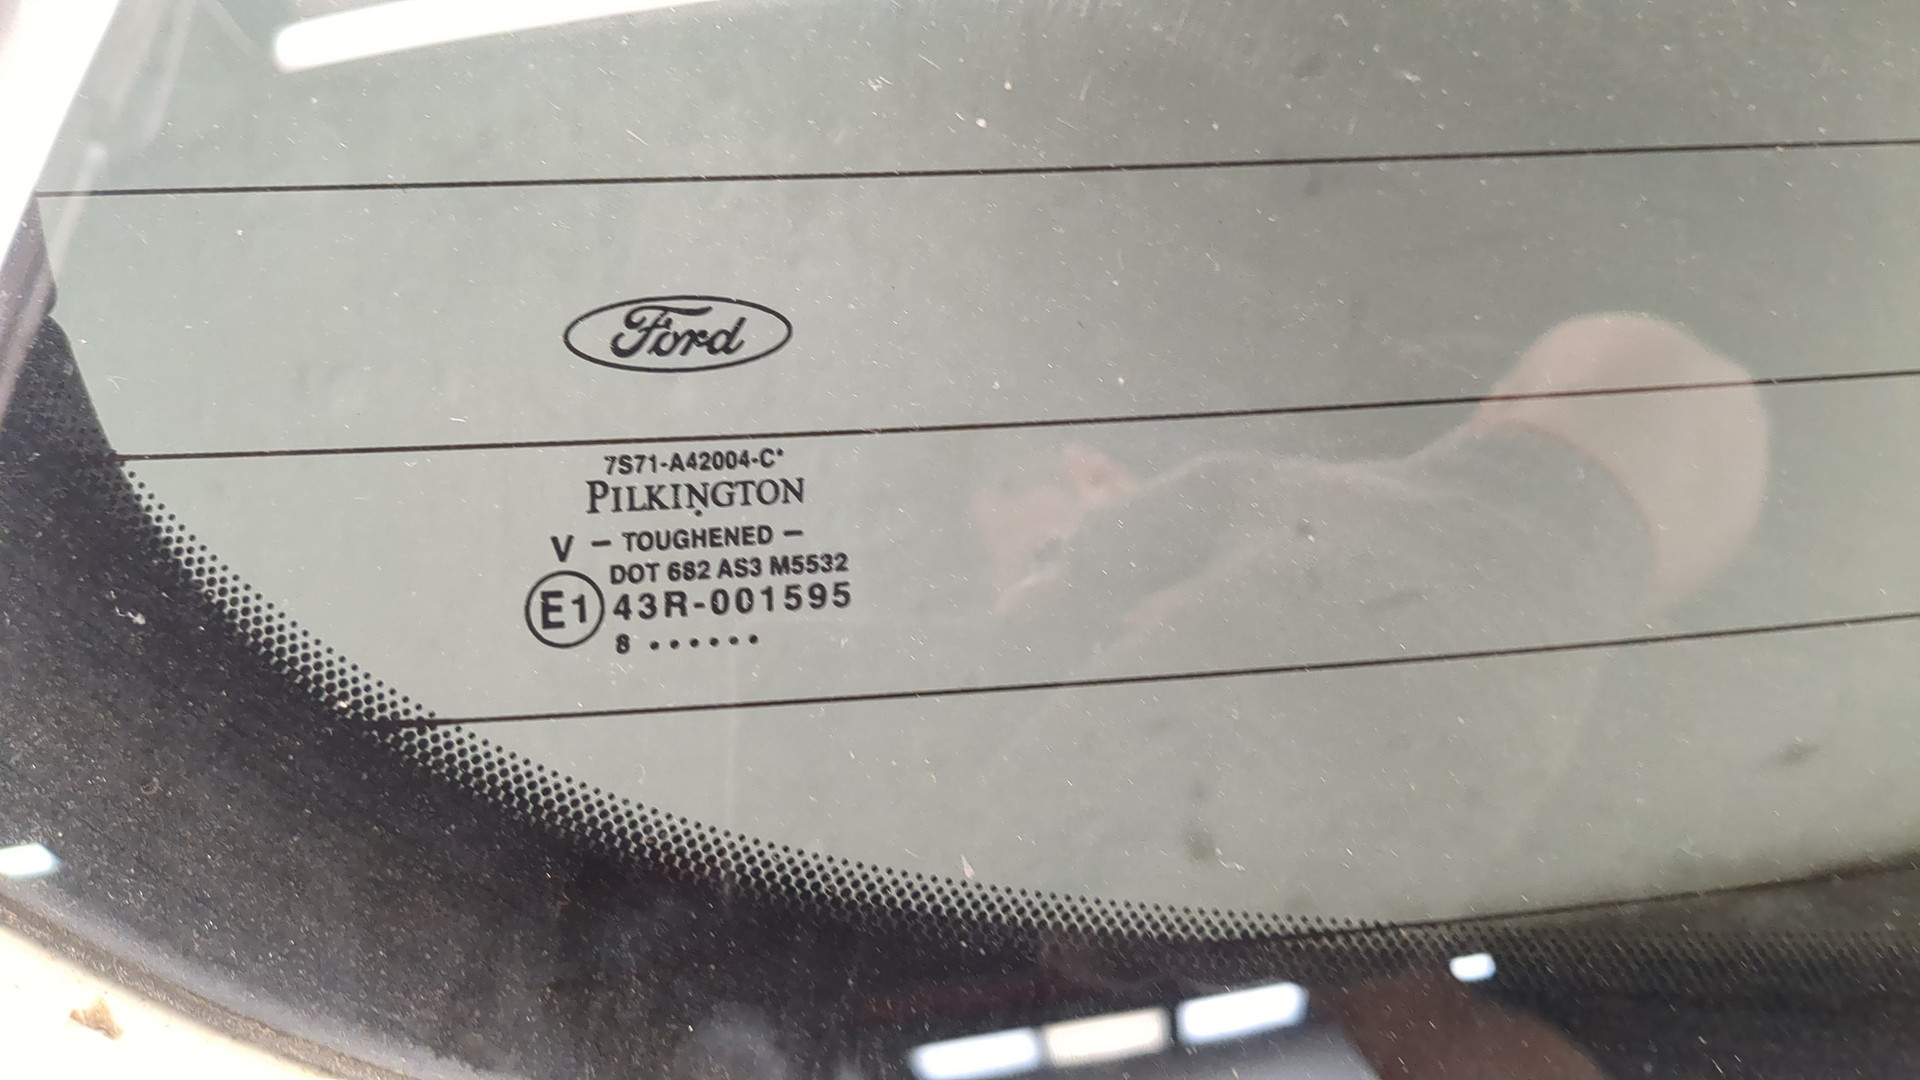 Ford
7S71-A42004-C*
PILKINGTON
V – TOUGHENED –
DOT 682 AS3 M5532
E1 43R-001595
8 ······